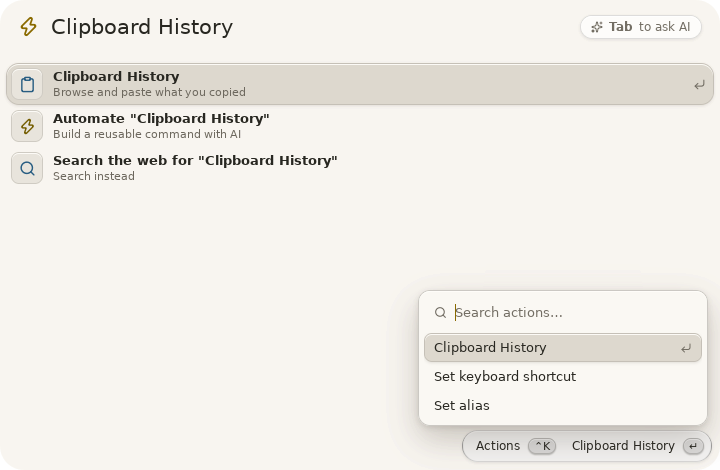 Clipboard History
Tab to ask AI
Clipboard History
Browse and paste what you copied
Automate "Clipboard History"
Build a reusable command with AI
Search the web for "Clipboard History"
Search instead
Search actions...
Clipboard History
Set keyboard shortcut
Set alias
Actions ^K Clipboard History ↵